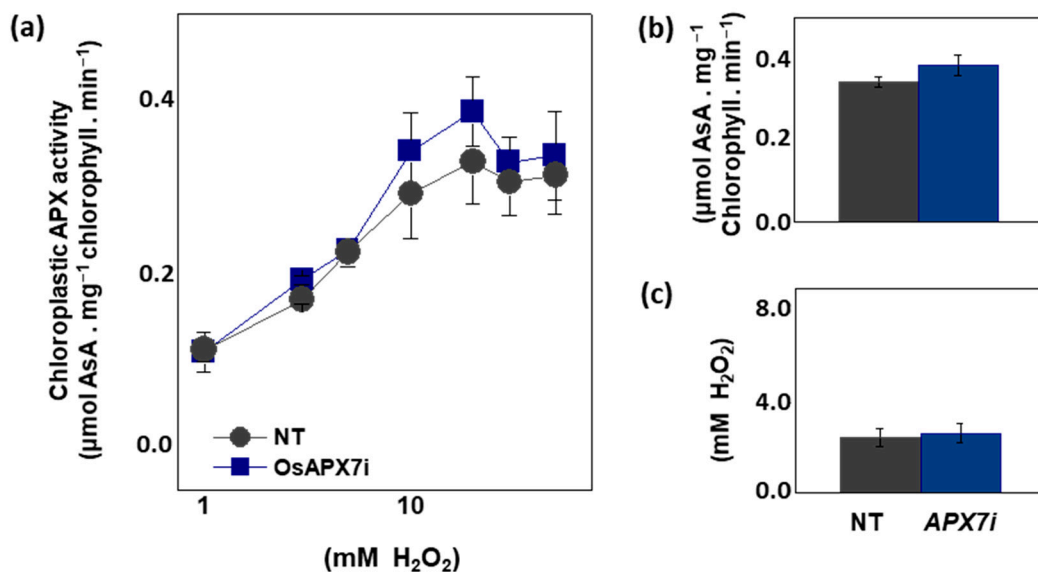 (a)
Chloroplastic APX activity
(μmol AsA . mg⁻¹ chlorophyll . min⁻¹)
0.4
0.2
0.0
NT
OsAPX7i
1
10
(mM H₂O₂)
(b)
(μmol AsA . mg⁻¹
Chlorophyll . min⁻¹)
0.4
0.2
0.0
(c)
(mM H₂O₂)
8.0
4.0
0.0
NT
APX7i